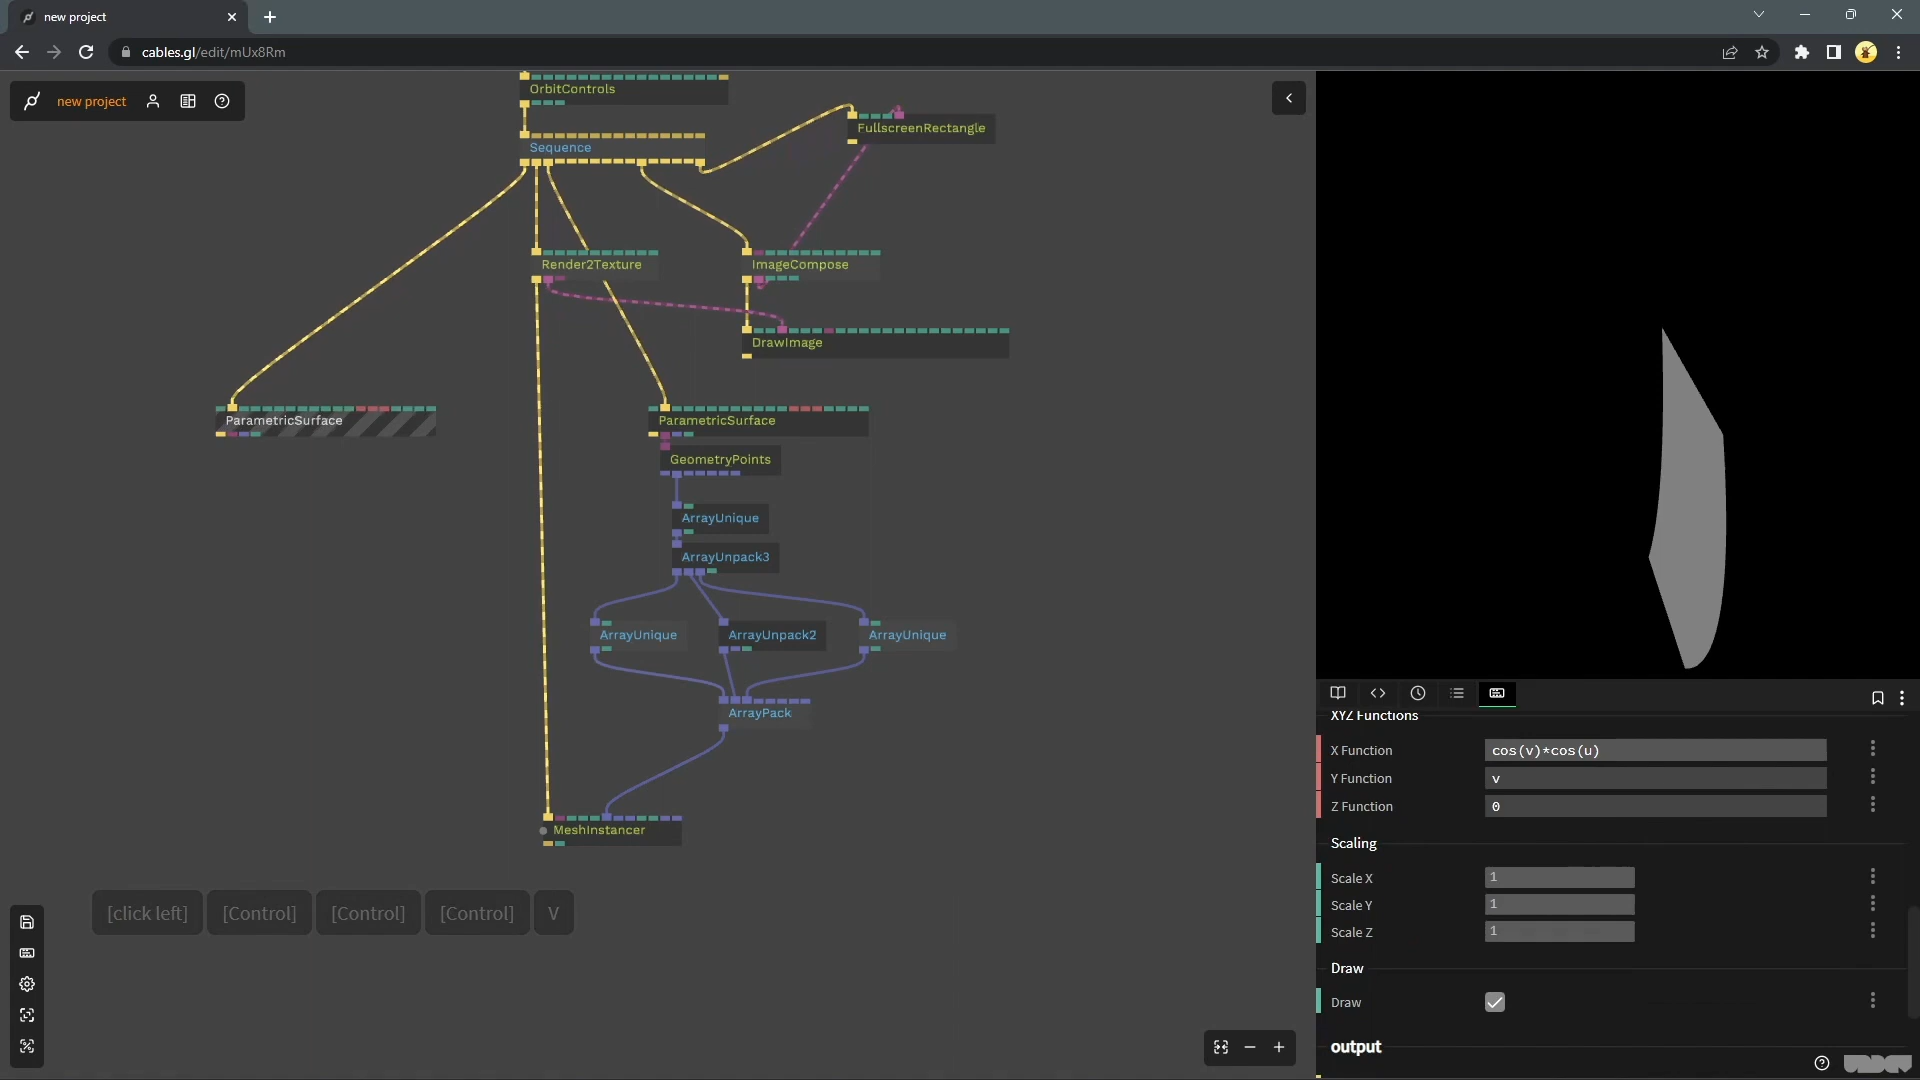 new project
cables.gl/edit/mUx8Rm
new project
OrbitControls
FullscreenRectangle
Sequence
Render2Texture
ImageCompose
DrawImage
ParametricSurface
ParametricSurface
GeometryPoints
ArrayUnique
ArrayUnpack3
ArrayUnique
ArrayUnpack2
ArrayUnique
ArrayPack
MeshInstancer
[click left]
[Control]
[Control]
[Control]
V
XYZ Functions
X Function
cos(v)*cos(u)
Y Function
v
Z Function
0
Scaling
Scale X
1
Scale Y
1
Scale Z
1
Draw
Draw
output